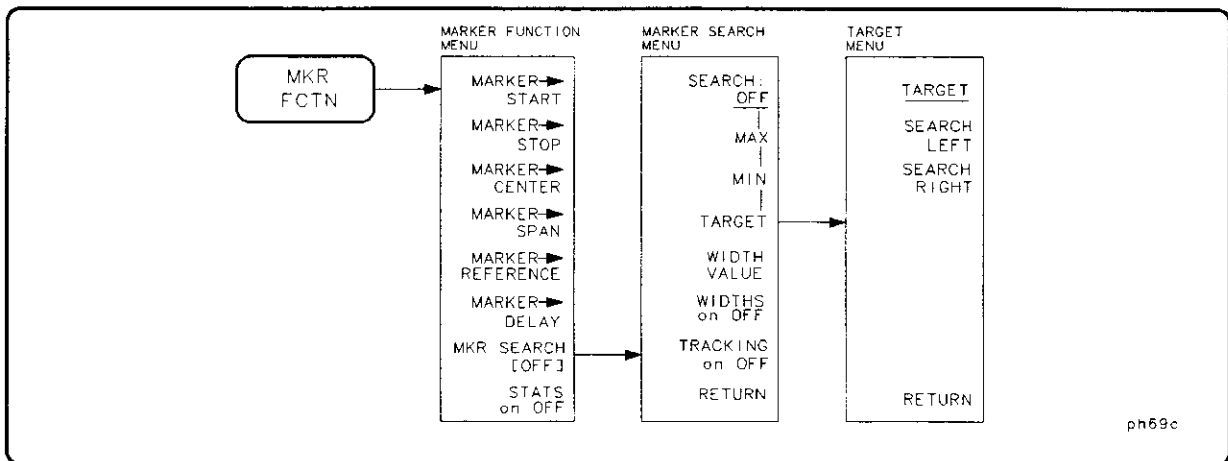 MKR
FCTN
MARKER FUNCTION
MENU
MARKER→
START
MARKER→
STOP
MARKER→
CENTER
MARKER→
SPAN
MARKER→
REFERENCE
MARKER→
DELAY
MKR SEARCH
[OFF]
STATS
on OFF
MARKER SEARCH
MENU
SEARCH:
OFF
MAX
MIN
TARGET
WIDTH
VALUE
WIDTHS
on OFF
TRACKING
on OFF
RETURN
TARGET
MENU
TARGET
SEARCH
LEFT
SEARCH
RIGHT
RETURN
ph69c